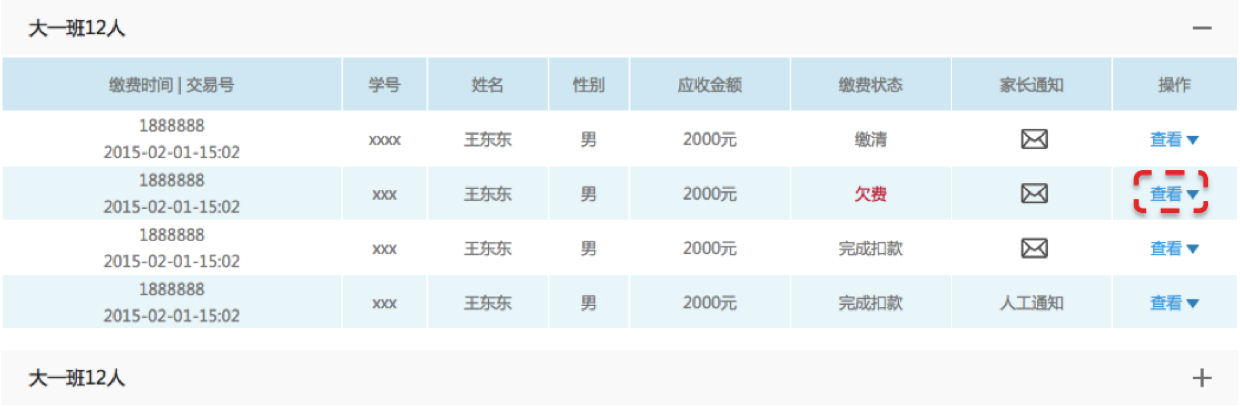 大一班12人
缴费时间 | 交易号 学号 姓名 性别 应收金额 缴费状态 家长通知 操作
1888888
2015-02-01-15:02 xxxx 王东东 男 2000元 缴清 查看
1888888
2015-02-01-15:02 xxx 王东东 男 2000元 欠费 查看
1888888
2015-02-01-15:02 xxx 王东东 男 2000元 完成扣款 查看
1888888
2015-02-01-15:02 xxx 王东东 男 2000元 完成扣款 人工通知 查看
大一班12人